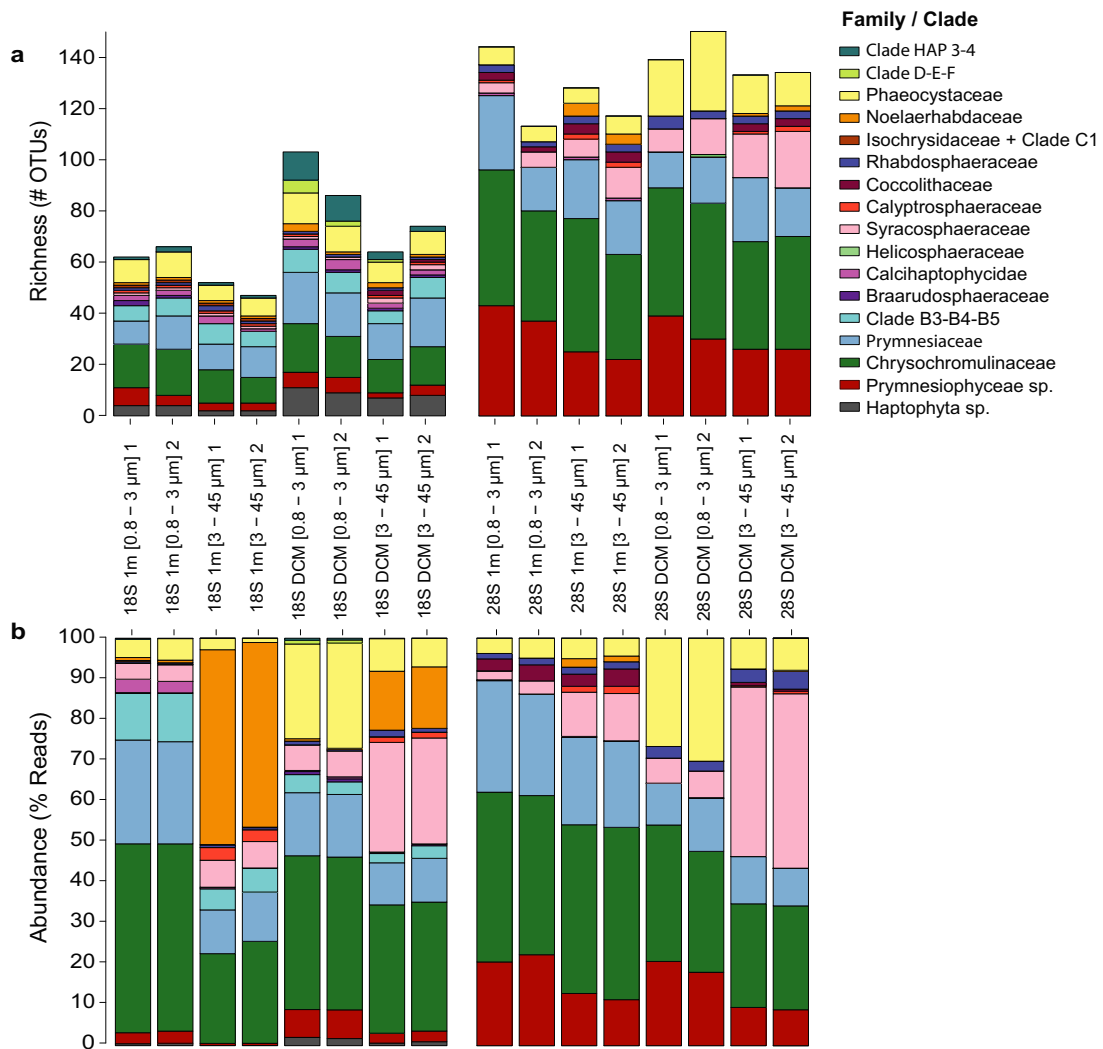 a
Richness (# OTUs)
140
120
100
80
60
40
20
0
Family / Clade
Clade HAP 3-4
Clade D-E-F
Phaeocystaceae
Noelaerhabdaceae
Isochrysidaceae + Clade C1
Rhabdosphaeraceae
Coccolithaceae
Calyptrosphaeraceae
Syracosphaeraceae
Helicosphaeraceae
Calcihaptophycidae
Braarudosphaeraceae
Clade B3-B4-B5
Prymnesiaceae
Chrysochromulinaceae
Prymnesiophyceae sp.
Haptophyta sp.
18S 1m [0.8 – 3 µm] 1
18S 1m [0.8 – 3 µm] 2
18S 1m [3 – 45 µm] 1
18S 1m [3 – 45 µm] 2
18S DCM [0.8 – 3 µm] 1
18S DCM [0.8 – 3 µm] 2
18S DCM [3 – 45 µm] 1
18S DCM [3 – 45 µm] 2
28S 1m [0.8 – 3 µm] 1
28S 1m [0.8 – 3 µm] 2
28S 1m [3 – 45 µm] 1
28S 1m [3 – 45 µm] 2
28S DCM [0.8 – 3 µm] 1
28S DCM [0.8 – 3 µm] 2
28S DCM [3 – 45 µm] 1
28S DCM [3 – 45 µm] 2
b
Abundance (% Reads)
100
90
80
70
60
50
40
30
20
10
0